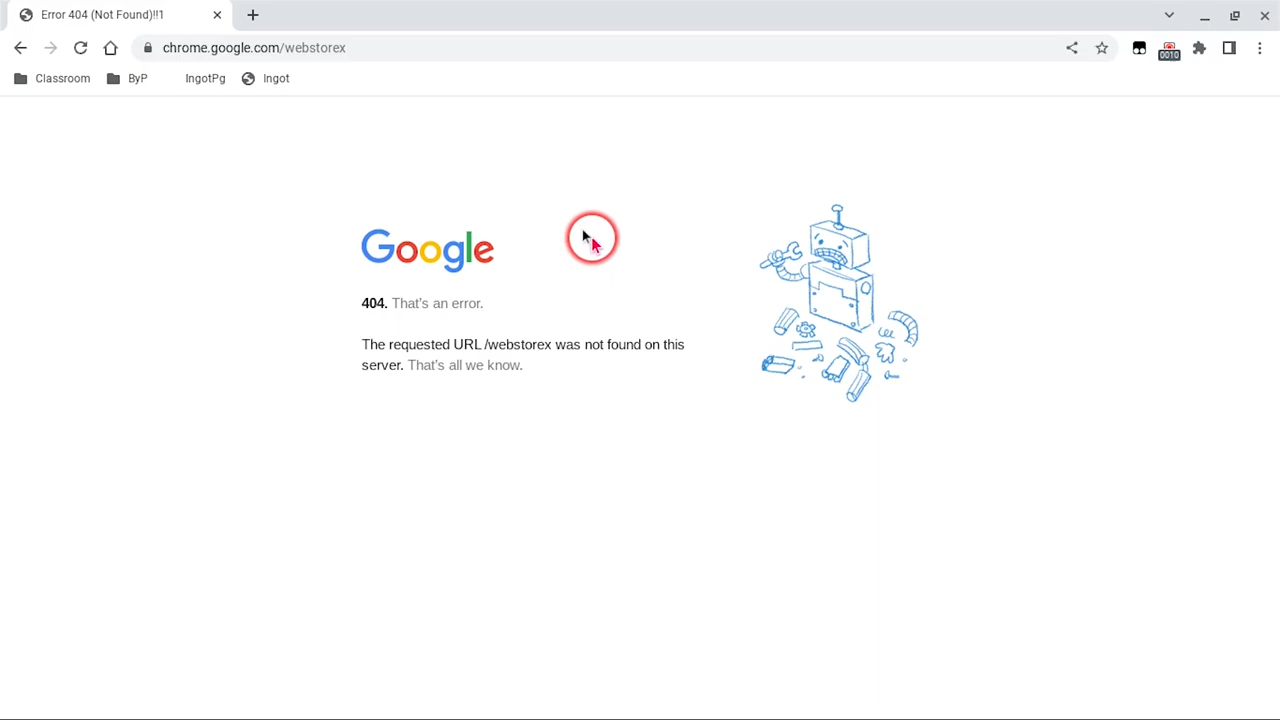 Error 404 (Not Found)!!1
chrome.google.com/webstorex
0010
Classroom ByP IngotPg Ingot
Google
404. That's an error.
The requested URL /webstorex was not found on this
server. That's all we know.